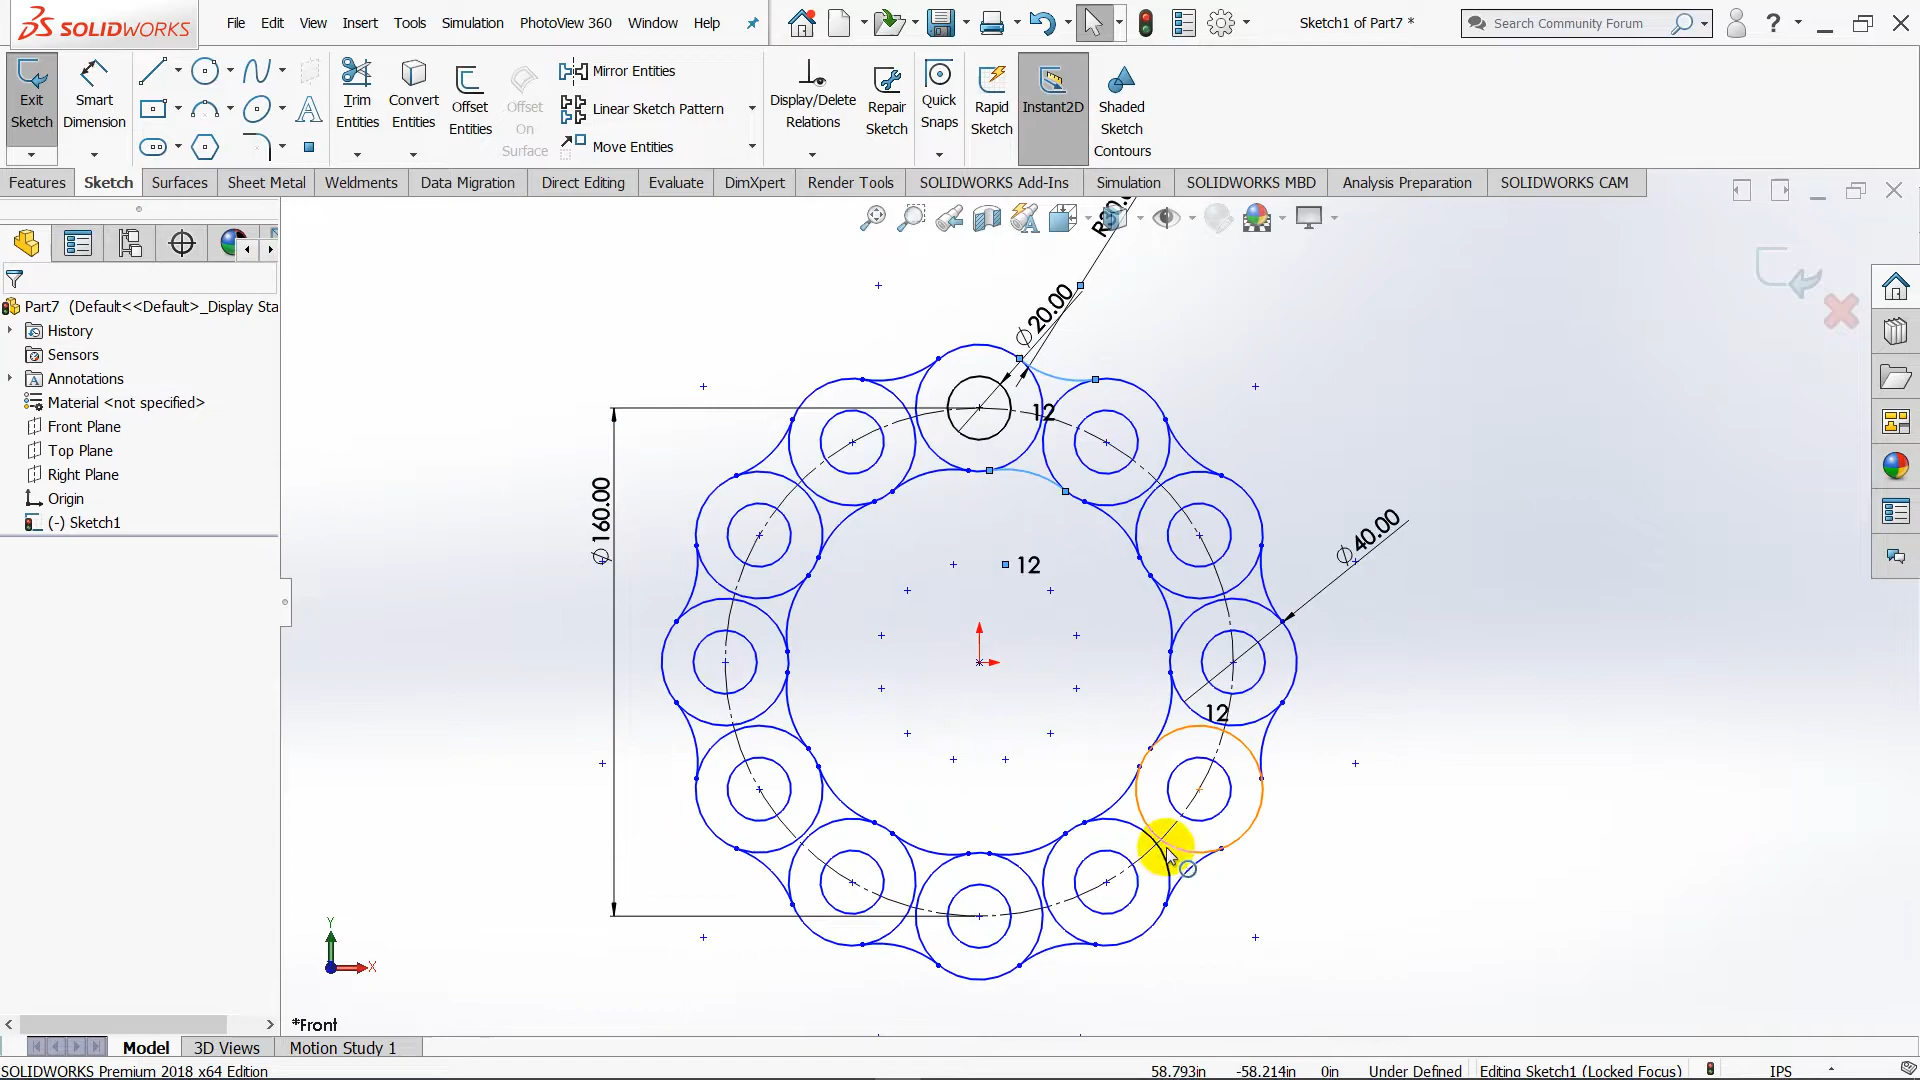 SOLIDWORKS
File Edit View Insert Tools Simulation PhotoView 360 Window Help
Sketch1 of Part7 *
Search Community Forum
Exit Sketch
Smart Dimension
Trim Entities
Convert Entities
Offset Entities
Offset On Surface
Mirror Entities
Linear Sketch Pattern
Move Entities
Display/Delete Relations
Repair Sketch
Quick Snaps
Rapid Sketch
Instant2D
Shaded Sketch Contours
Features Sketch Surfaces Sheet Metal Weldments Data Migration Direct Editing Evaluate DimXpert Render Tools SOLIDWORKS Add-Ins Simulation SOLIDWORKS MBD Analysis Preparation SOLIDWORKS CAM
Part7 (Default<<Default>_Display Sta
History
Sensors
Annotations
Material <not specified>
Front Plane
Top Plane
Right Plane
Origin
(-) Sketch1
∅20.00
12
∅160.00
∅40.00
12
12
Y
X
*Front
Model 3D Views Motion Study 1
SOLIDWORKS Premium 2018 x64 Edition
58.793in -58.214in 0in Under Defined Editing Sketch1 (Locked Focus) IPS